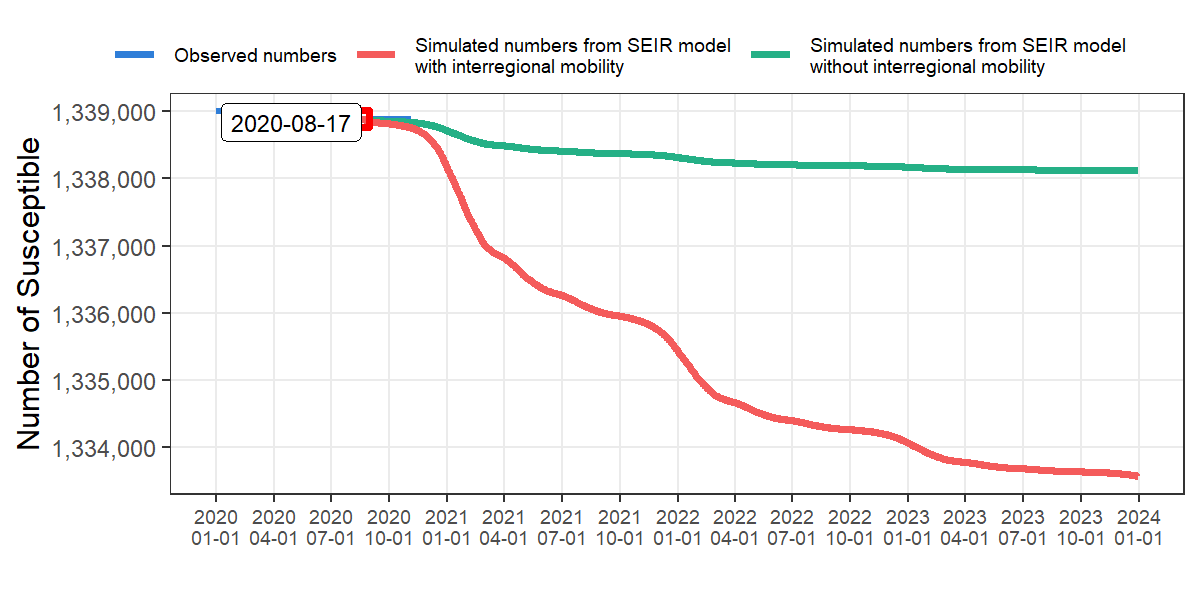 Observed numbers
Simulated numbers from SEIR model
with interregional mobility
Simulated numbers from SEIR model
without interregional mobility
Number of Susceptible
1,339,000
1,338,000
1,337,000
1,336,000
1,335,000
1,334,000
2020-08-17
2020 2020 2020 2020 2021 2021 2021 2021 2022 2022 2022 2022 2023 2023 2023 2023 2024
01-01 04-01 07-01 10-01 01-01 04-01 07-01 10-01 01-01 04-01 07-01 10-01 01-01 04-01 07-01 10-01 01-01